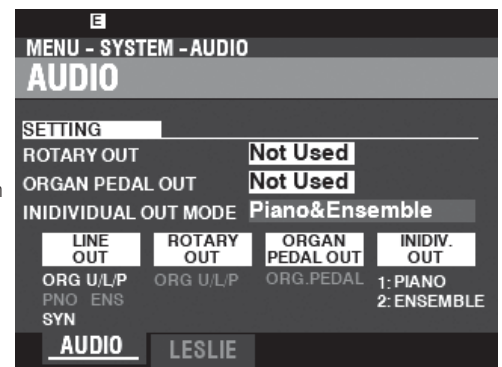 E
MENU - SYSTEM - AUDIO
AUDIO
SETTING
ROTARY OUT Not Used
ORGAN PEDAL OUT Not Used
INIDIVIDUAL OUT MODE Piano&Ensemble
LINE OUT
ROTARY OUT
ORGAN PEDAL OUT
INIDIV. OUT
ORG U/L/P
PNO ENS
SYN
ORG U/L/P
ORG.PEDAL
1: PIANO
2: ENSEMBLE
AUDIO LESLIE